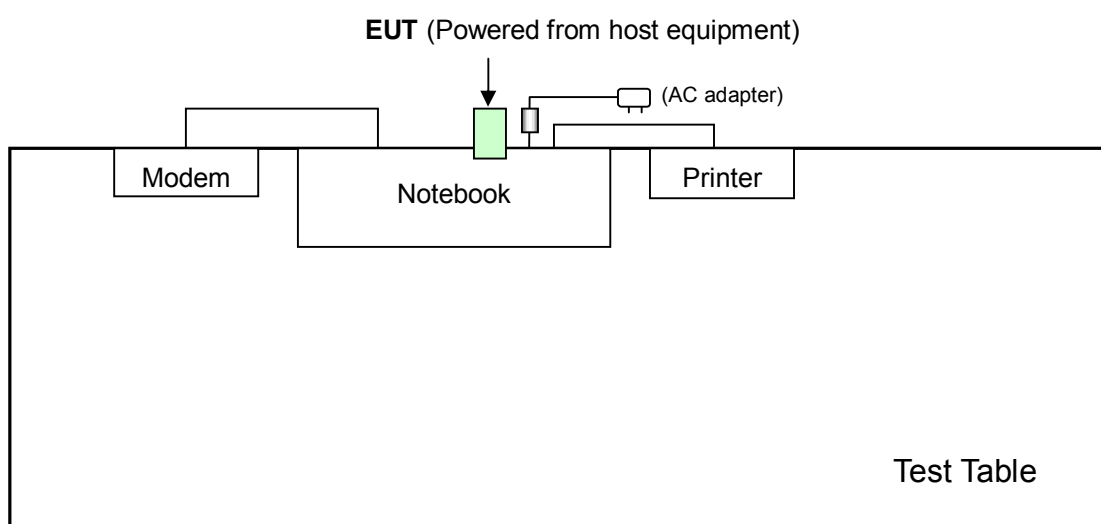 EUT (Powered from host equipment)
(AC adapter)
Modem
Notebook
Printer
Test Table